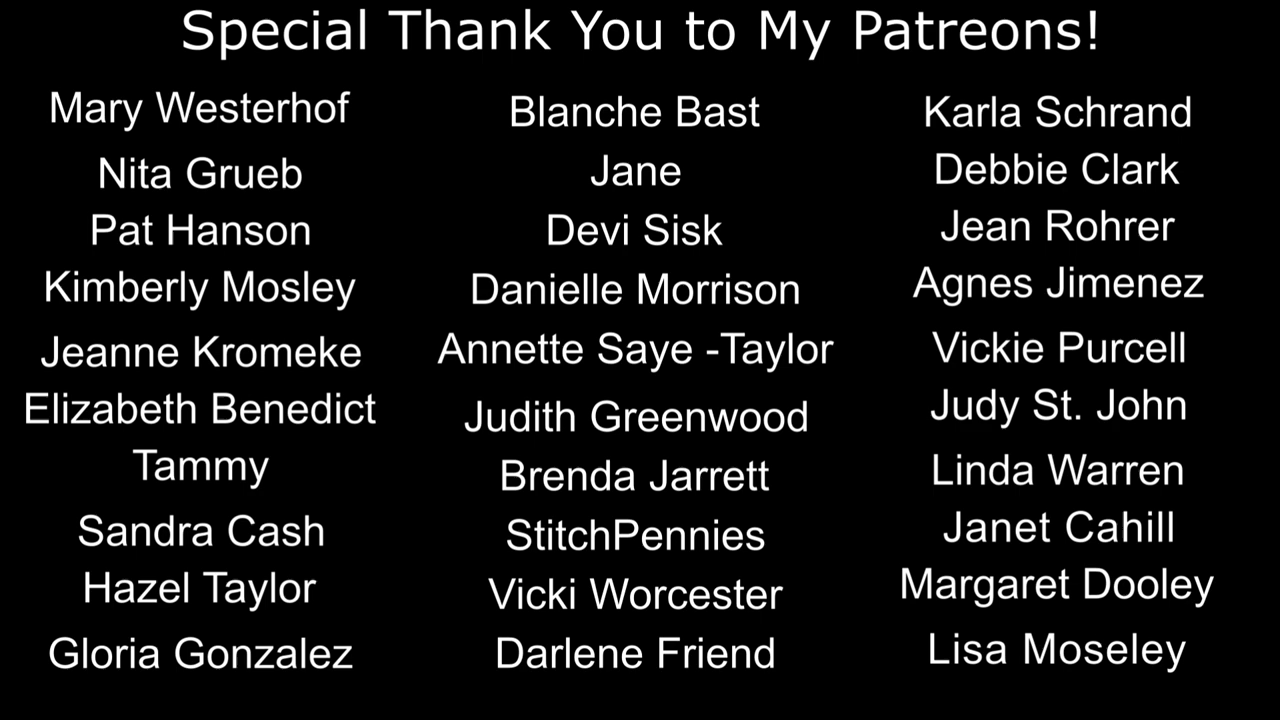 Special Thank You to My Patreons!
Mary Westerhof
Nita Grueb
Pat Hanson
Kimberly Mosley
Jeanne Kromeke
Elizabeth Benedict
Tammy
Sandra Cash
Hazel Taylor
Gloria Gonzalez
Blanche Bast
Jane
Devi Sisk
Danielle Morrison
Annette Saye -Taylor
Judith Greenwood
Brenda Jarrett
StitchPennies
Vicki Worcester
Darlene Friend
Karla Schrand
Debbie Clark
Jean Rohrer
Agnes Jimenez
Vickie Purcell
Judy St. John
Linda Warren
Janet Cahill
Margaret Dooley
Lisa Moseley